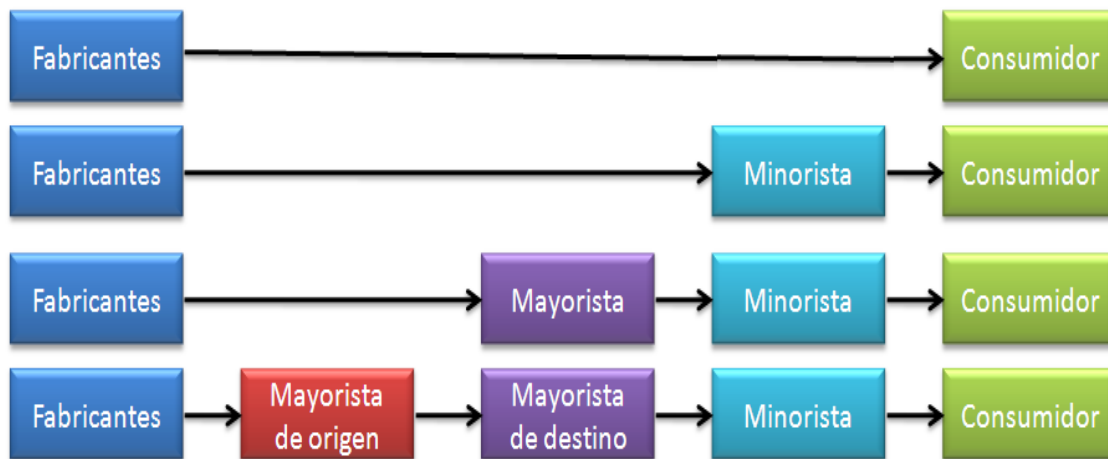 Fabricantes
Consumidor
Fabricantes
Minorista
Consumidor
Fabricantes
Mayorista
Minorista
Consumidor
Fabricantes
Mayorista
de origen
Mayorista
de destino
Minorista
Consumidor